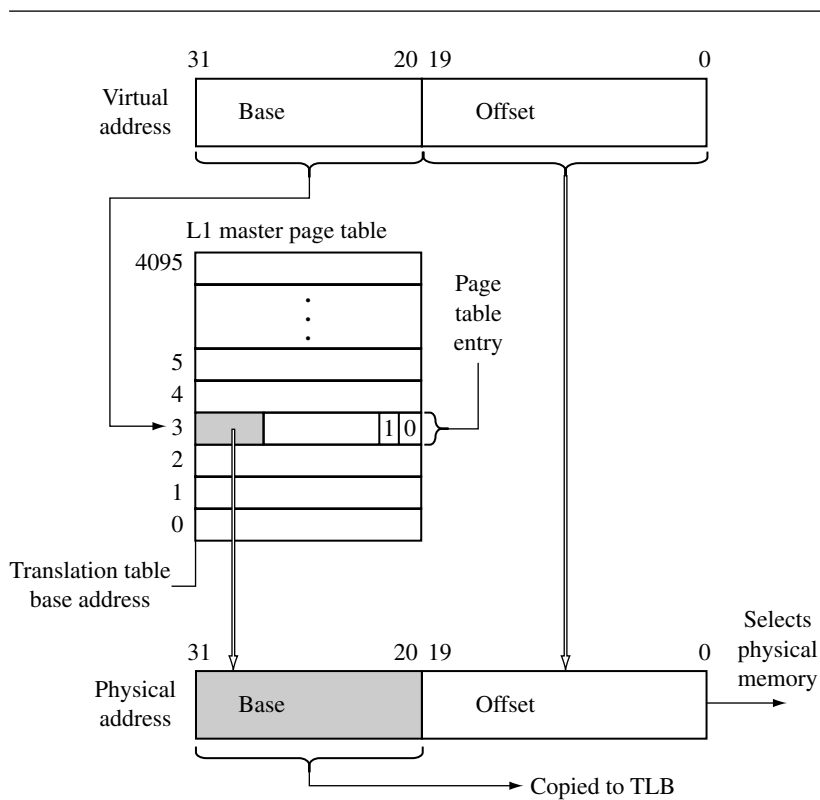 31 20 19 0
Virtual
address
Base Offset
L1 master page table
4095
Page
table
entry
5
4
3 1 0
2
1
0
Translation table
base address
31 20 19 0
Selects
physical
memory
Physical
address
Base Offset
Copied to TLB